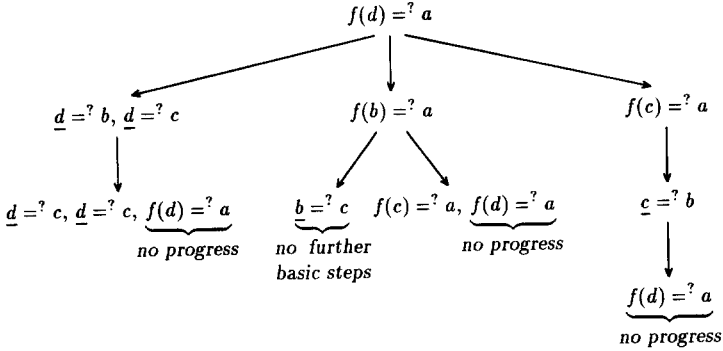 f(d) =? a
d =? b, d =? c f(b) =? a f(c) =? a
d =? c, d =? c, f(d) =? a b =? c f(c) =? a, f(d) =? a c =? b
no progress no further no progress
basic steps
f(d) =? a
no progress